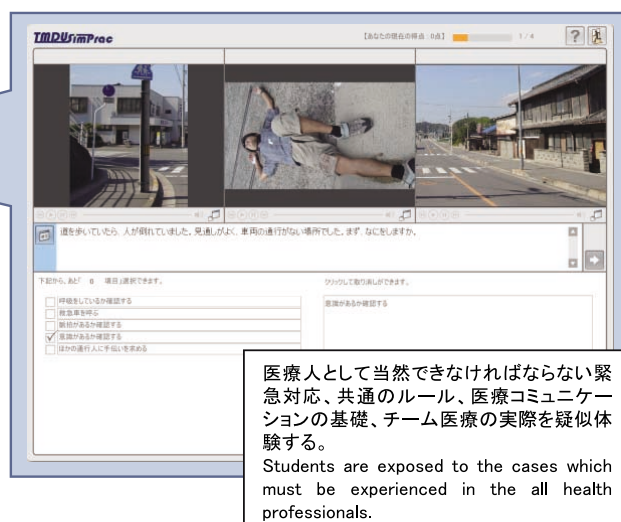 TMDUSimPrac
【あなたの現在の得点 :0点】 1 / 4 ?
道を歩いていたら、人が倒れていました。見通しがよく、車両の通行がない場所でした。まず、なにをしますか。
下記から、あと「 0 項目」選択できます。
クリックして取り消しができます。
呼吸をしているか確認する
救急車を呼ぶ
脈拍があるか確認する
意識があるか確認する
ほかの通行人に手伝いを求める
意識があるか確認する
医療人として当然できなければならない緊
急対応、共通のルール、医療コミュニケー
ションの基礎、チーム医療の実際を疑似体
験する。
Students are exposed to the cases which
must be experienced in the all health
professionals.